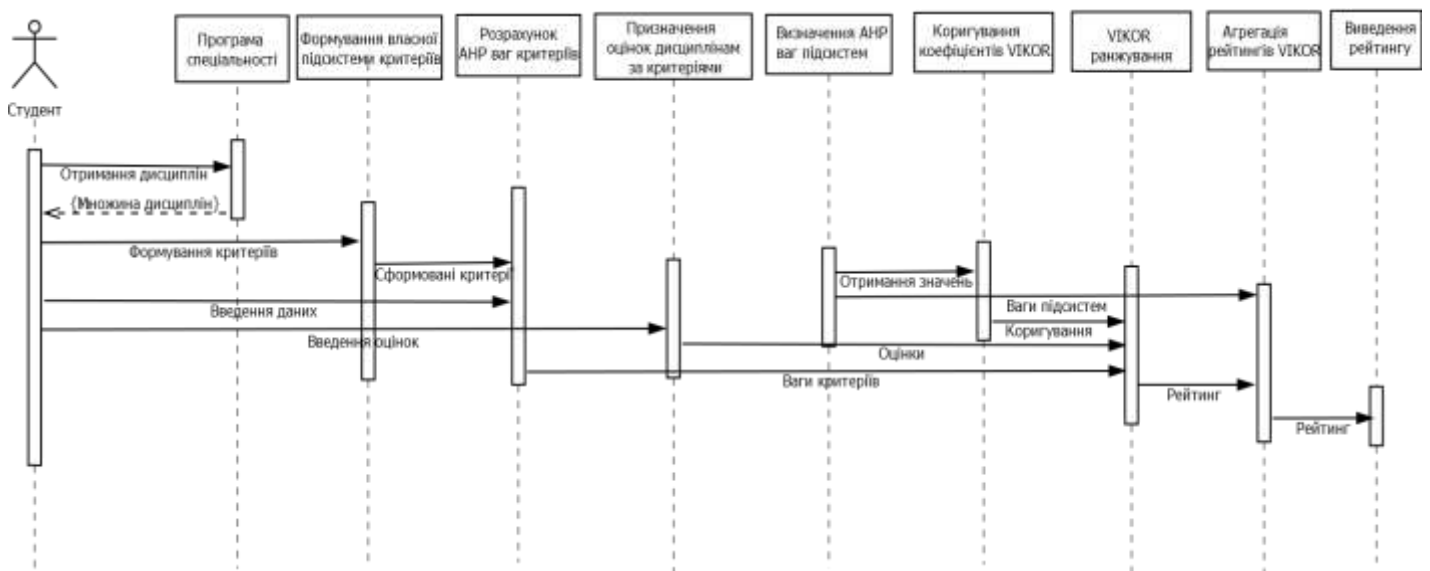 Програма
спеціальності
Формування власної
підсистеми критеріїв
Розрахунок
АНР ваг критеріїв
Призначення
оцінок дисциплінам
за критеріями
Визначення АНР
ваг підсистем
Коригування
коефіцієнтів VIKOR
VIKOR
ранжування
Агрегація
рейтингів VIKOR
Виведення
рейтингу
Студент
Отримання дисциплін
{Множина дисциплін}
Формування критеріїв
Сформовані критерії
Отримання значень
Введення даних
Ваги підсистем
Коригування
Введення оцінок
Оцінки
Ваги критеріїв
Рейтинг
Рейтинг